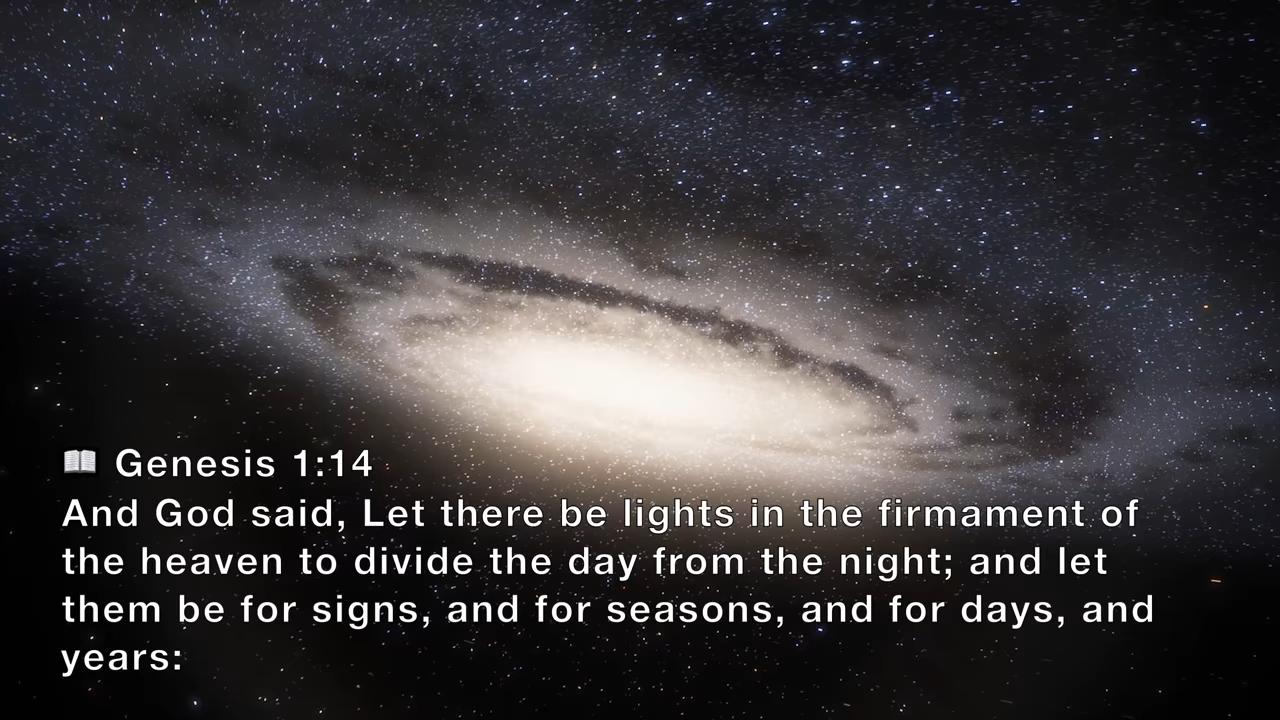 📖 Genesis 1:14
And God said, Let there be lights in the firmament of
the heaven to divide the day from the night; and let
them be for signs, and for seasons, and for days, and
years: